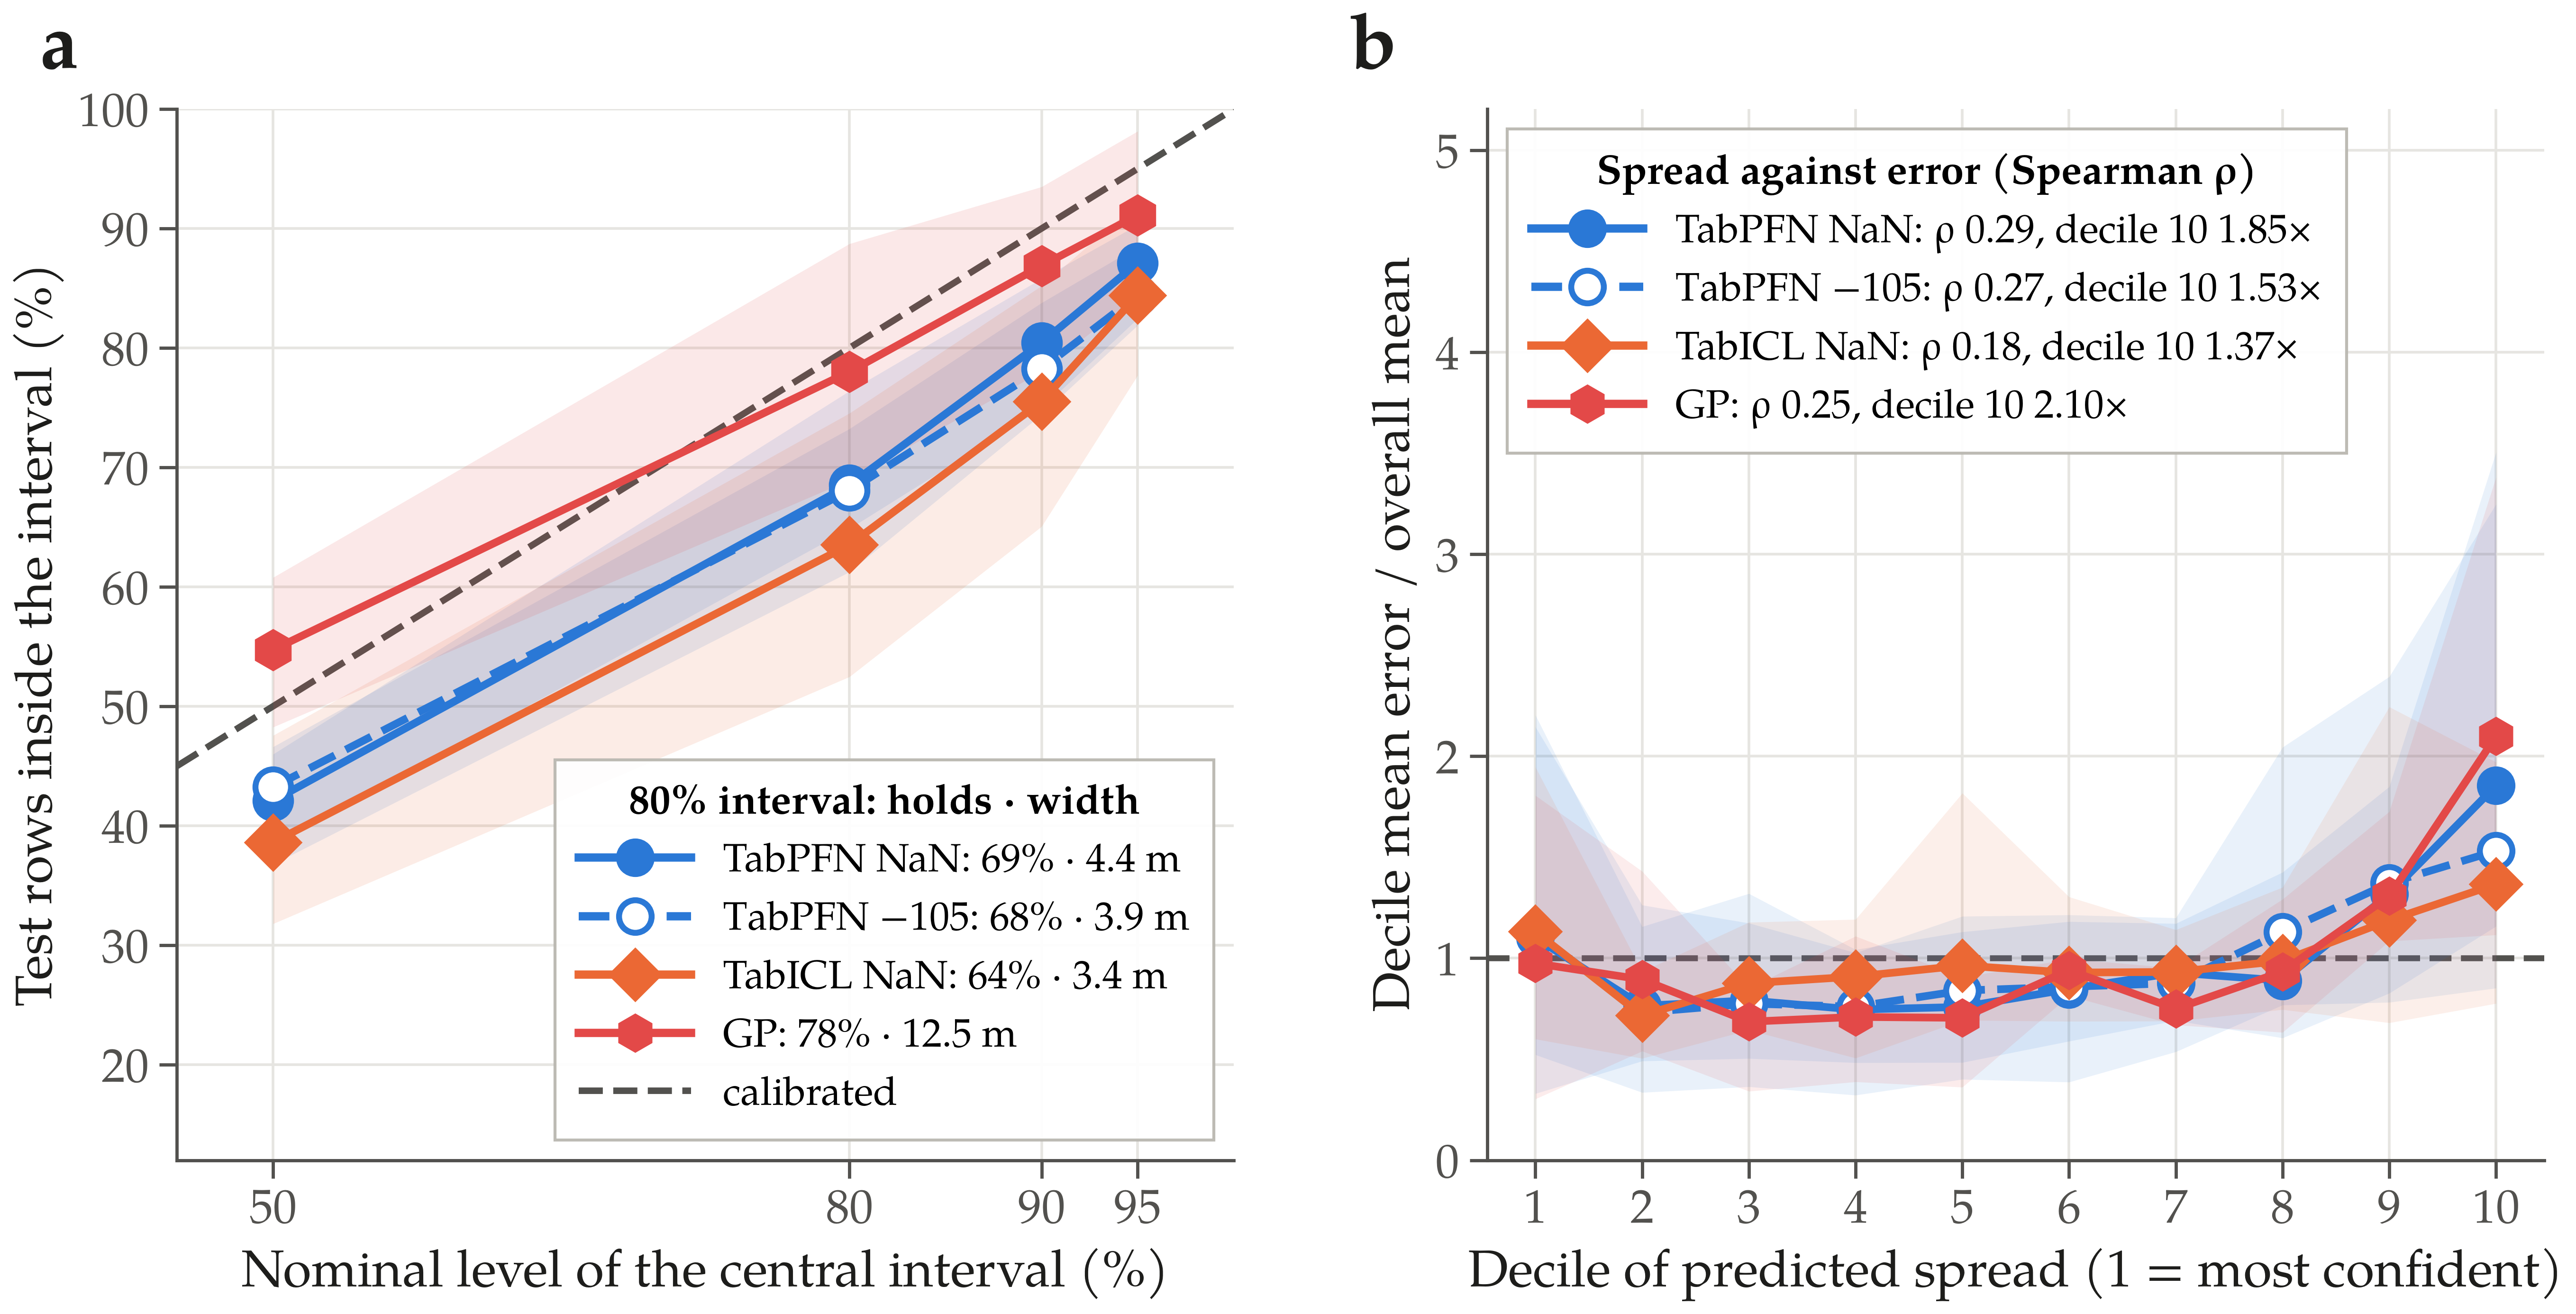 a
100
90
80
70
60
50
40
30
20
Test rows inside the interval (%)
80% interval: holds · width
TabPFN NaN: 69% · 4.4 m
TabPFN −105: 68% · 3.9 m
TabICL NaN: 64% · 3.4 m
GP: 78% · 12.5 m
calibrated
50 80 90 95
Nominal level of the central interval (%)
b
5
4
3
2
1
0
Decile mean error / overall mean
Spread against error (Spearman ρ)
TabPFN NaN: ρ 0.29, decile 10 1.85×
TabPFN −105: ρ 0.27, decile 10 1.53×
TabICL NaN: ρ 0.18, decile 10 1.37×
GP: ρ 0.25, decile 10 2.10×
1 2 3 4 5 6 7 8 9 10
Decile of predicted spread (1 = most confident)